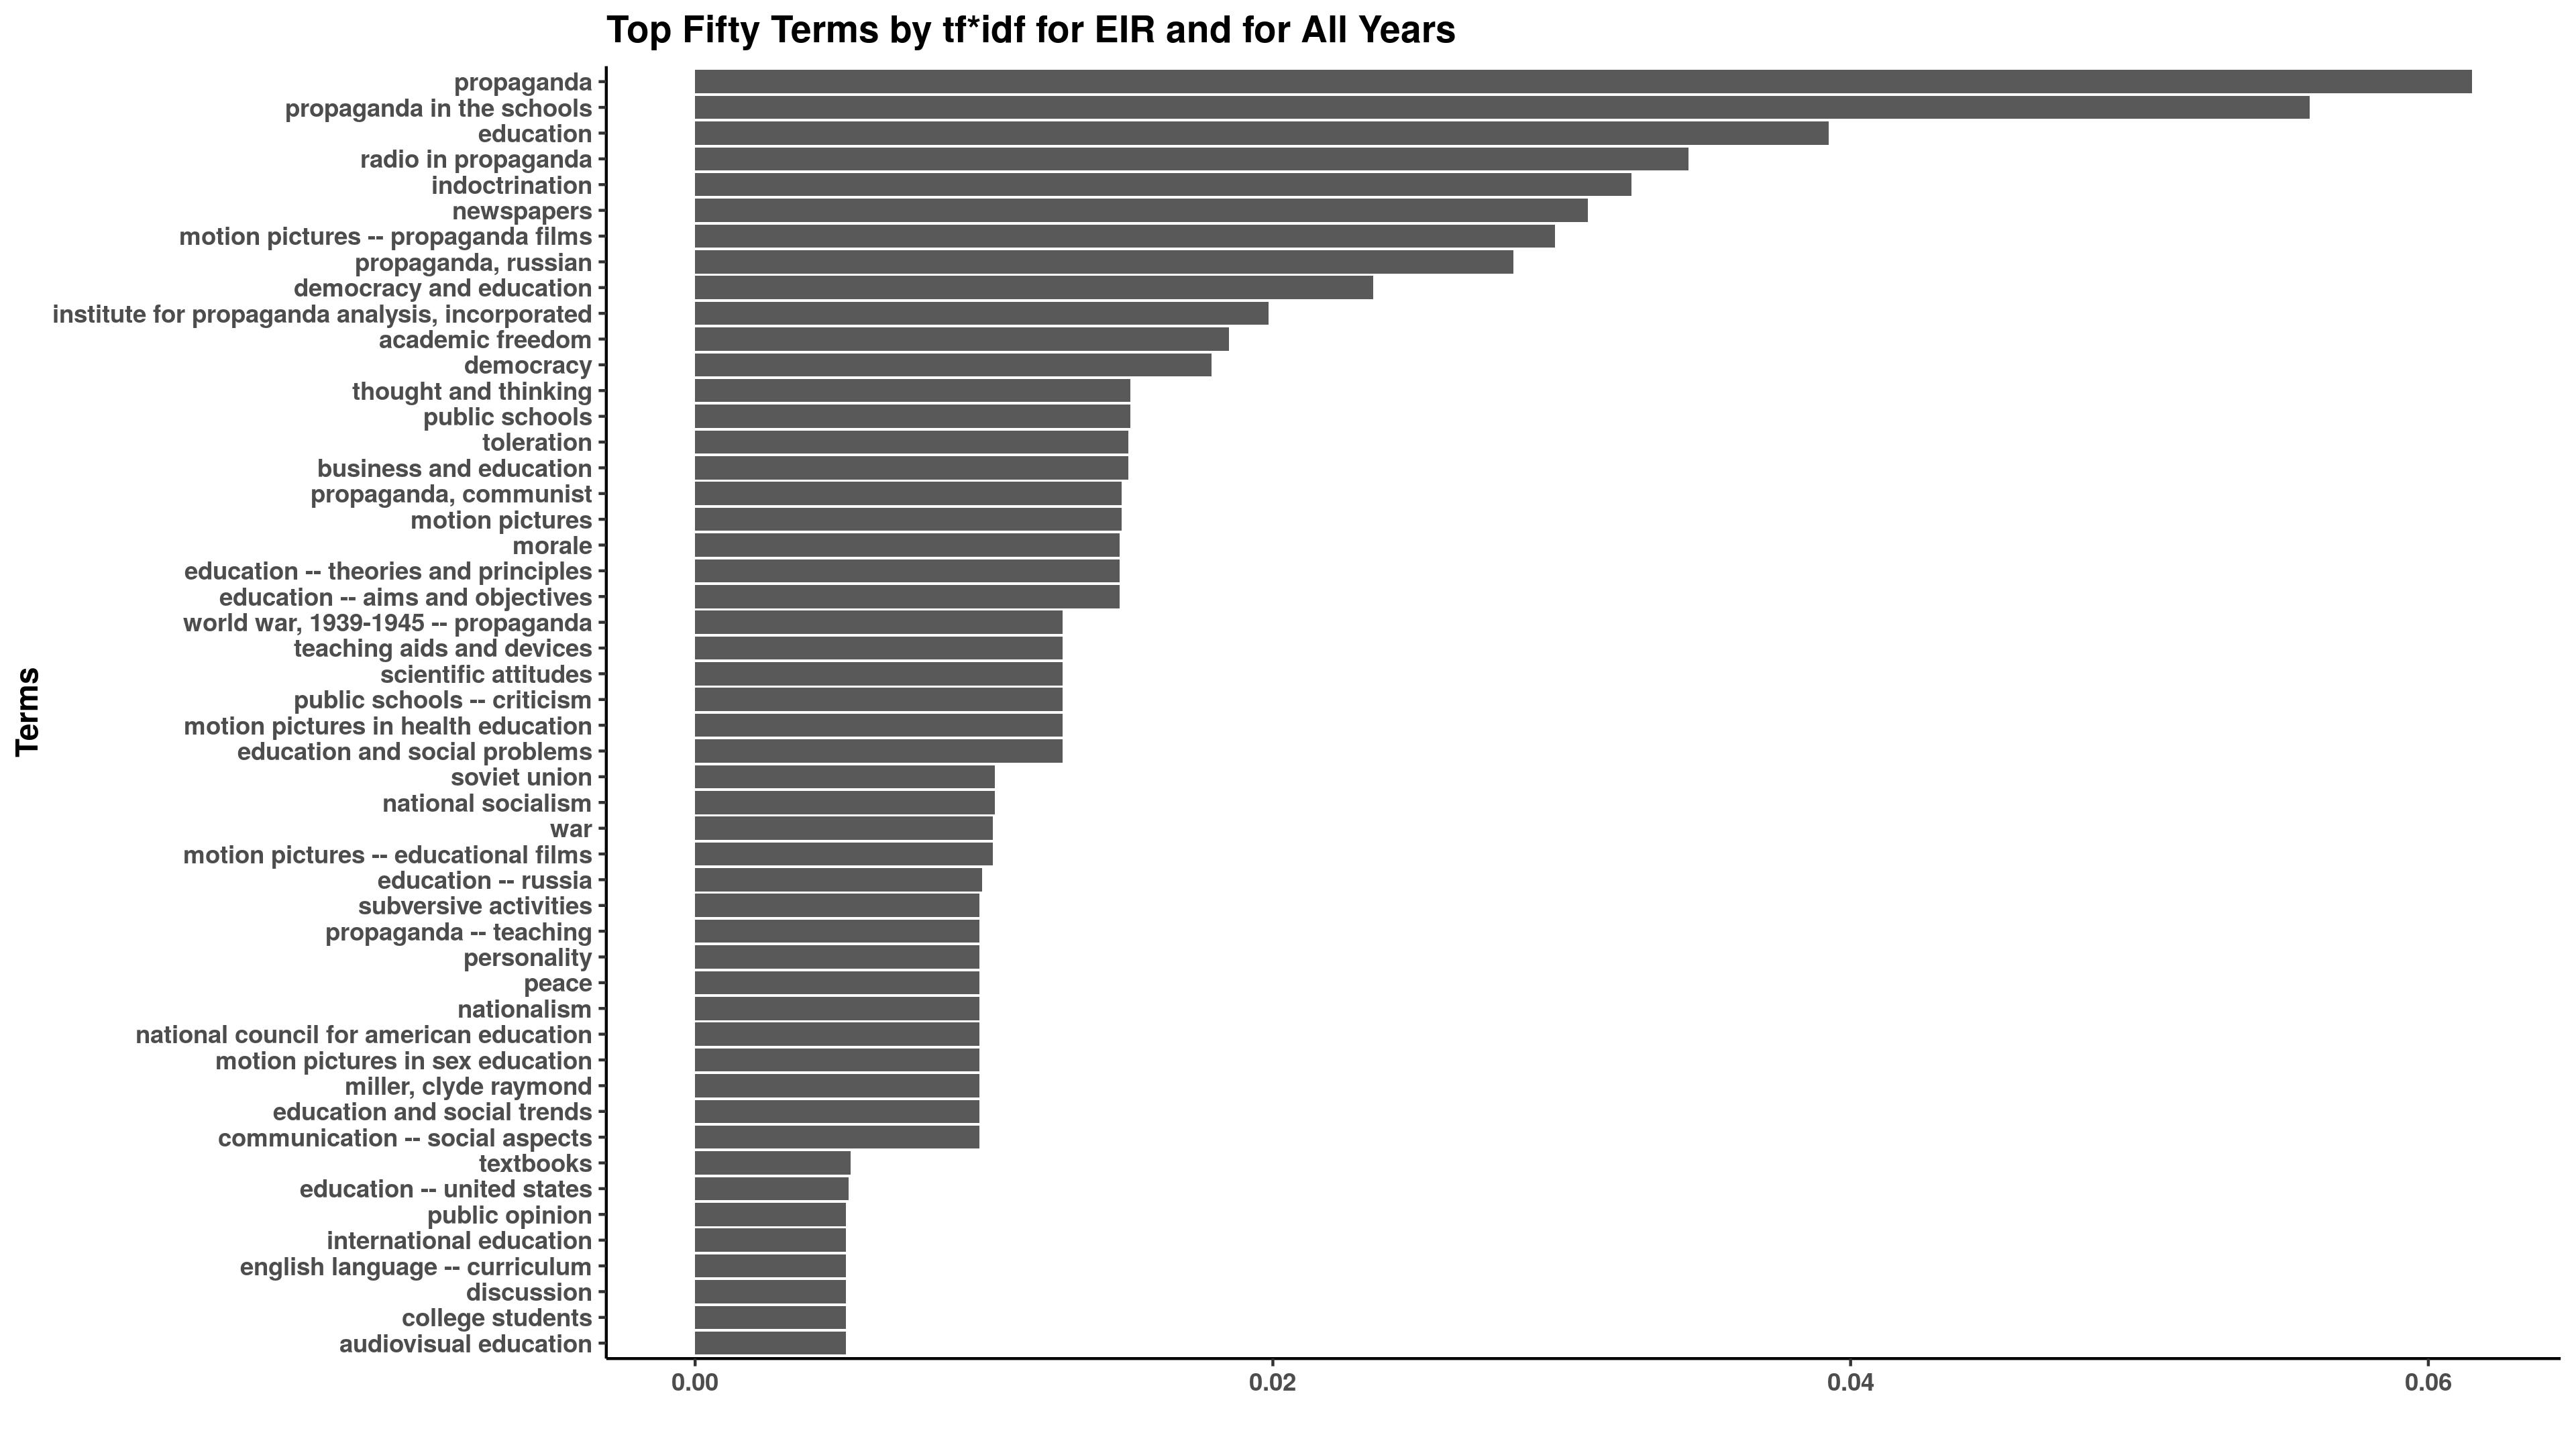 Top Fifty Terms by tf*idf for EIR and for All Years
propaganda
propaganda in the schools
education
radio in propaganda
indoctrination
newspapers
motion pictures -- propaganda films
propaganda, russian
democracy and education
institute for propaganda analysis, incorporated
academic freedom
democracy
thought and thinking
public schools
toleration
business and education
propaganda, communist
motion pictures
morale
education -- theories and principles
education -- aims and objectives
world war, 1939-1945 -- propaganda
teaching aids and devices
scientific attitudes
public schools -- criticism
motion pictures in health education
education and social problems
soviet union
national socialism
war
motion pictures -- educational films
education -- russia
subversive activities
propaganda -- teaching
personality
peace
nationalism
national council for american education
motion pictures in sex education
miller, clyde raymond
education and social trends
communication -- social aspects
textbooks
education -- united states
public opinion
international education
english language -- curriculum
discussion
college students
audiovisual education
Terms
0.00 0.02 0.04 0.06